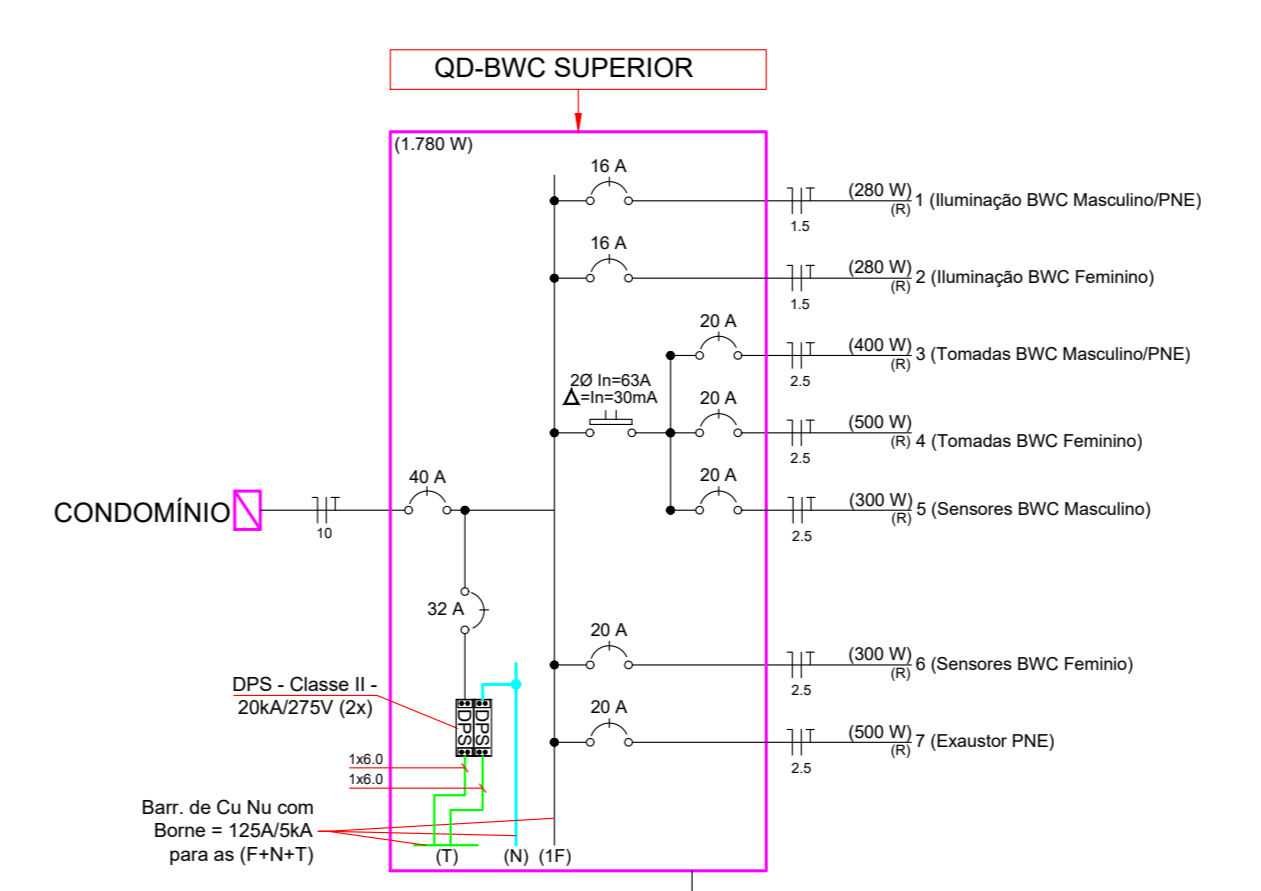 QD-BWC SUPERIOR
(1.780 W)
16 A
(280 W)
(R)
1 (Iluminação BWC Masculino/PNE)
1.5
16 A
(280 W)
(R)
2 (Iluminação BWC Feminino)
1.5
20 A
(400 W)
(R)
3 (Tomadas BWC Masculino/PNE)
2.5
2Ø In=63A
Δ=In=30mA
20 A
(500 W)
(R)
4 (Tomadas BWC Feminino)
2.5
20 A
(300 W)
(R)
5 (Sensores BWC Masculino)
2.5
CONDOMÍNIO
T
10
40 A
32 A
20 A
(300 W)
(R)
6 (Sensores BWC Feminio)
2.5
DPS - Classe II -
20kA/275V (2x)
DPS
DPS
20 A
(500 W)
(R)
7 (Exaustor PNE)
2.5
1x6.0
1x6.0
Barr. de Cu Nu com
Borne = 125A/5kA
para as (F+N+T)
(T)
(N)
(1F)